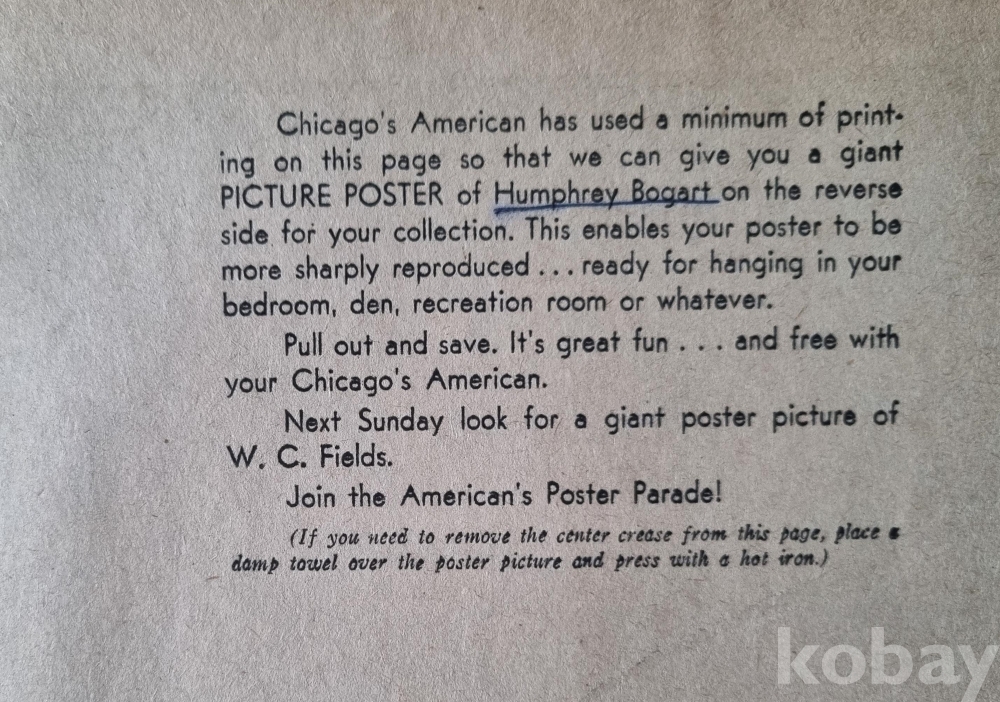 Chicago's American has used a minimum of print-
ing on this page so that we can give you a giant
PICTURE POSTER of Humphrey Bogart on the reverse
side for your collection. This enables your poster to be
more sharply reproduced . . . ready for hanging in your
bedroom, den, recreation room or whatever.
Pull out and save. It's great fun . . . and free with
your Chicago's American.
Next Sunday look for a giant poster picture of
W. C. Fields.
Join the American's Poster Parade!
(If you need to remove the center crease from this page, place a
damp towel over the poster picture and press with a hot iron.)
kobay